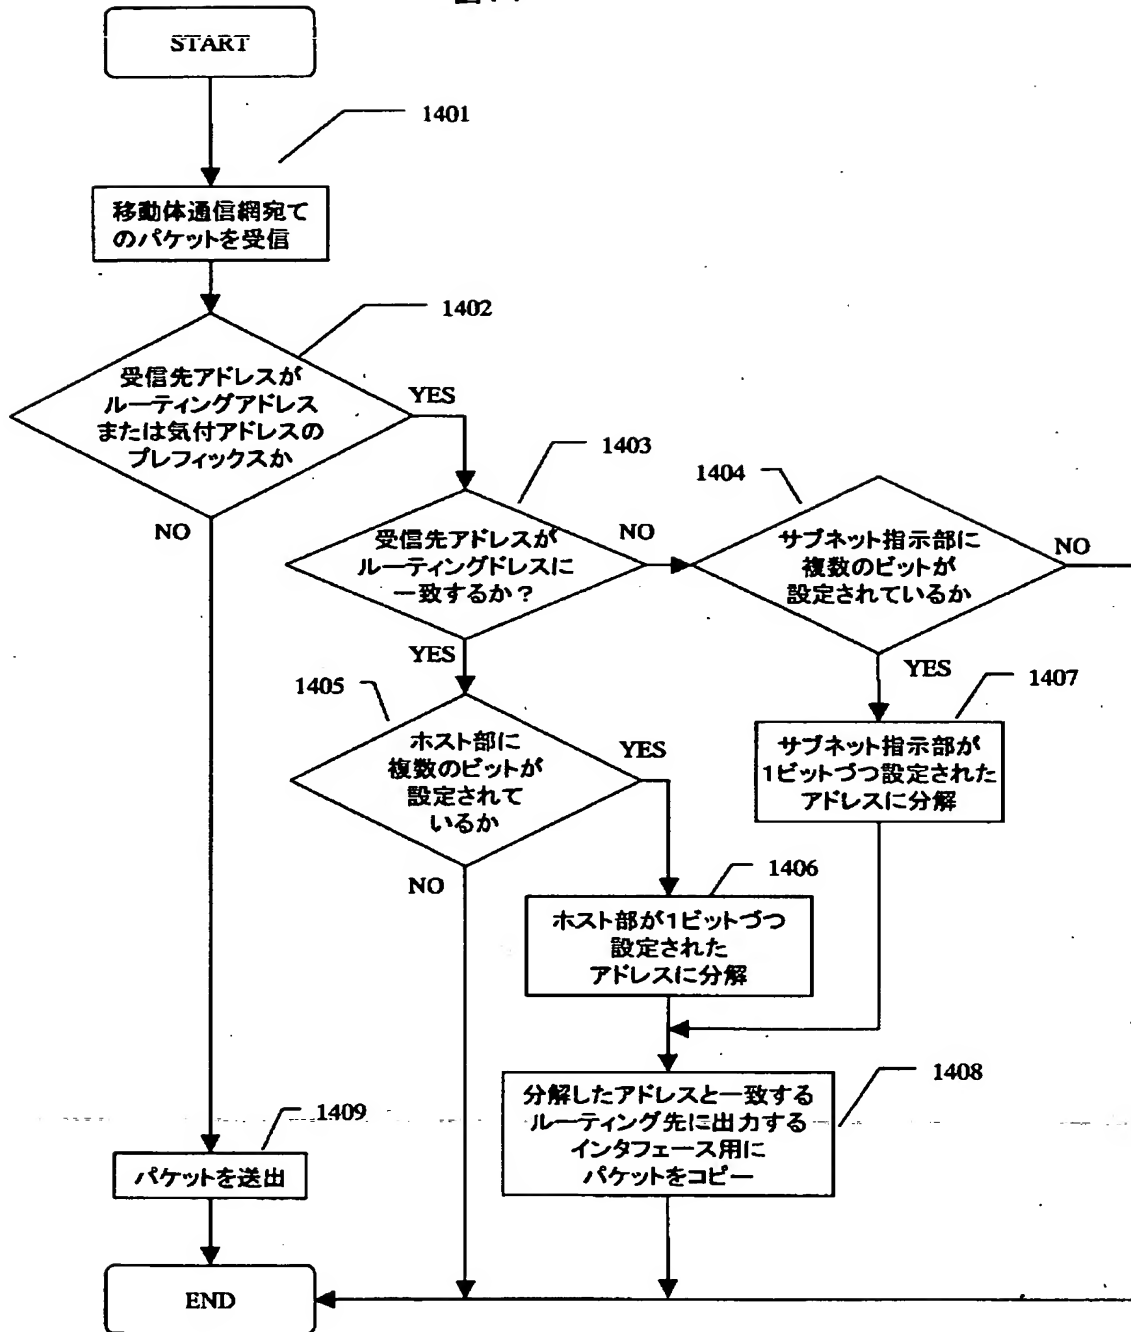 START
1401
移動体通信網宛て
のパケットを受信
1402
受信先アドレスが
ルーティングアドレス
または気付アドレスの
プレフィックスか
YES
NO
1403
受信先アドレスが
ルーティングドレスに
一致するか？
NO
YES
1404
サブネット指示部に
複数のビットが
設定されているか
NO
YES
1405
ホスト部に
複数のビットが
設定されて
いるか
YES
NO
1407
サブネット指示部が
1ビットづつ設定された
アドレスに分解
1406
ホスト部が1ビットづつ
設定された
アドレスに分解
1408
分解したアドレスと一致する
ルーティング先に出力する
インタフェース用に
パケットをコピー
1409
パケットを送出
END